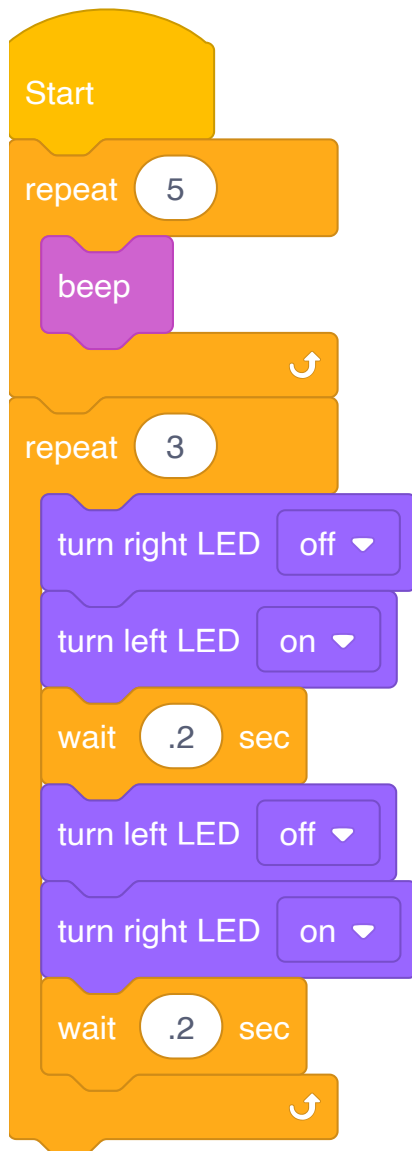 Start
repeat 5
beep
repeat 3
turn right LED off
turn left LED on
wait .2 sec
turn left LED off
turn right LED on
wait .2 sec